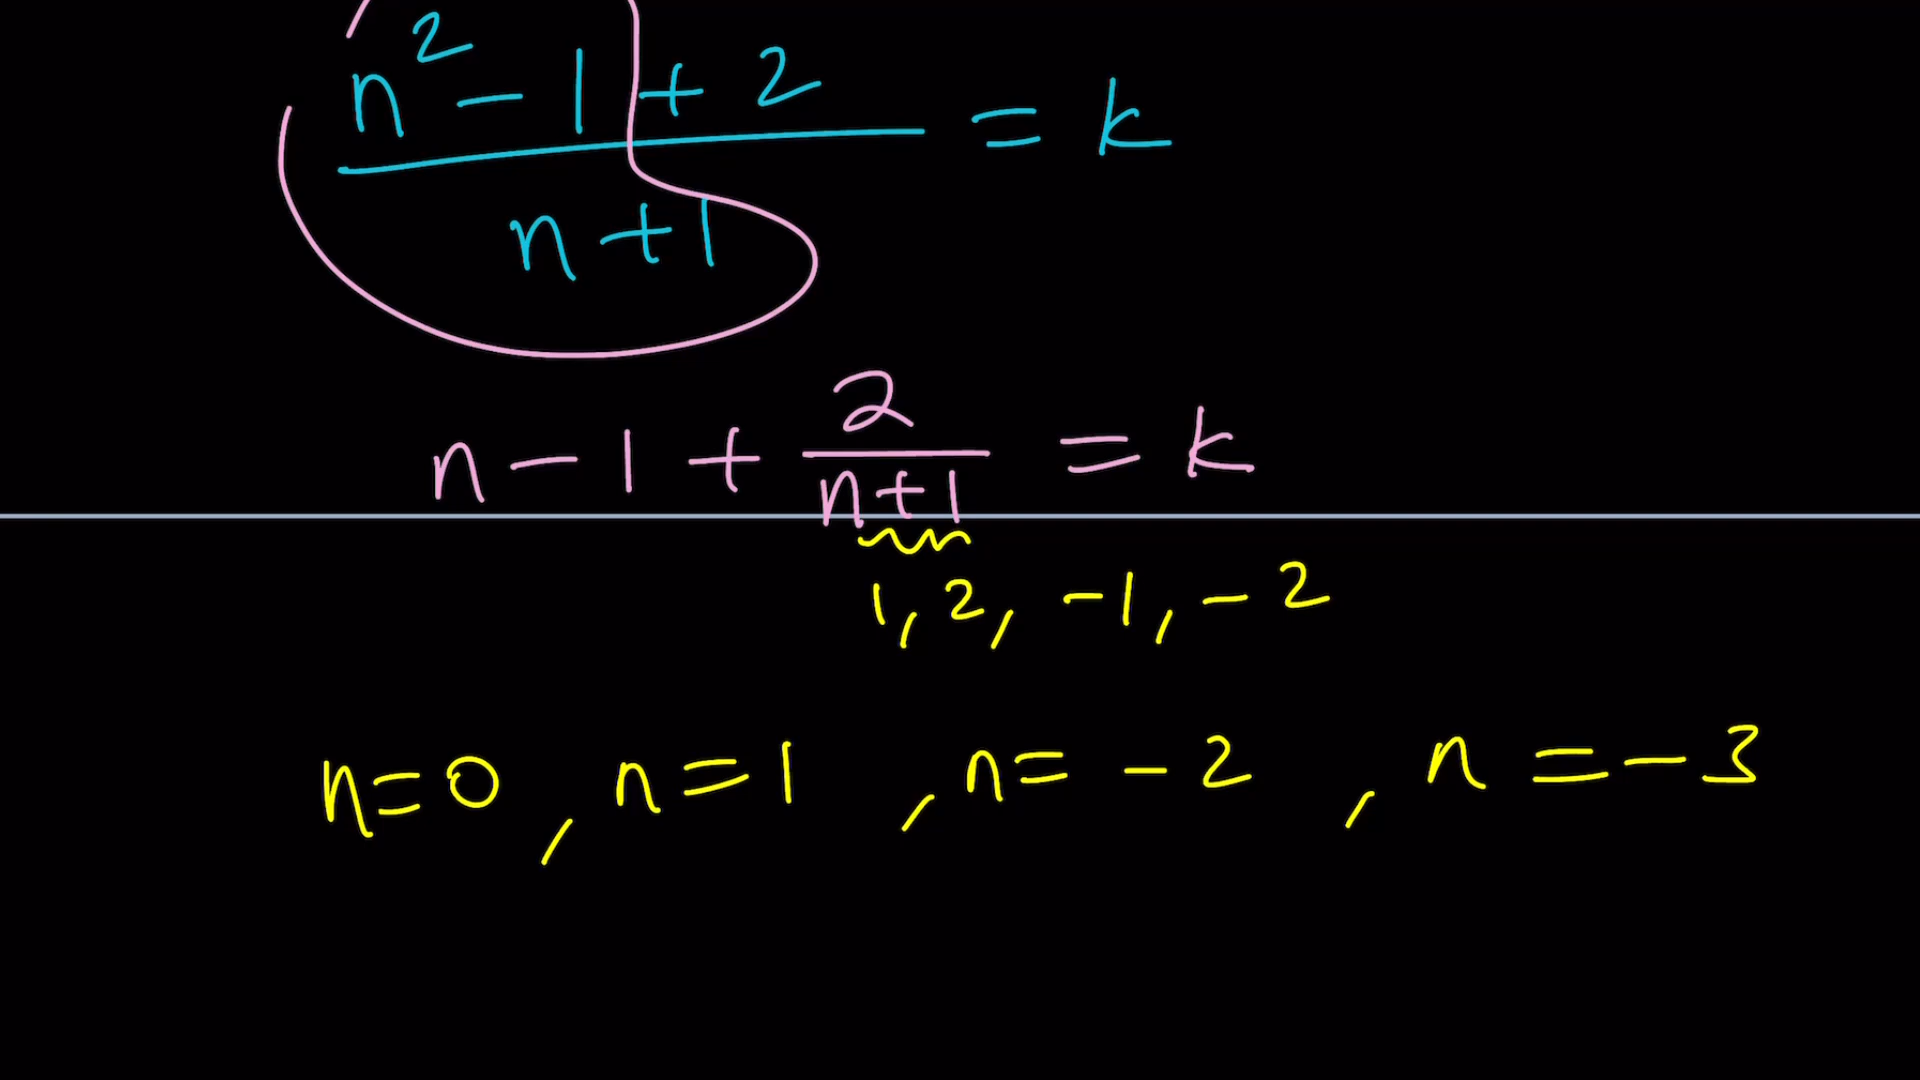 n² - 1 + 2
n + 1
= k
n - 1 + 2/(n+1) = k
1, 2, -1, -2
n=0, n=1, n=-2, n=-3